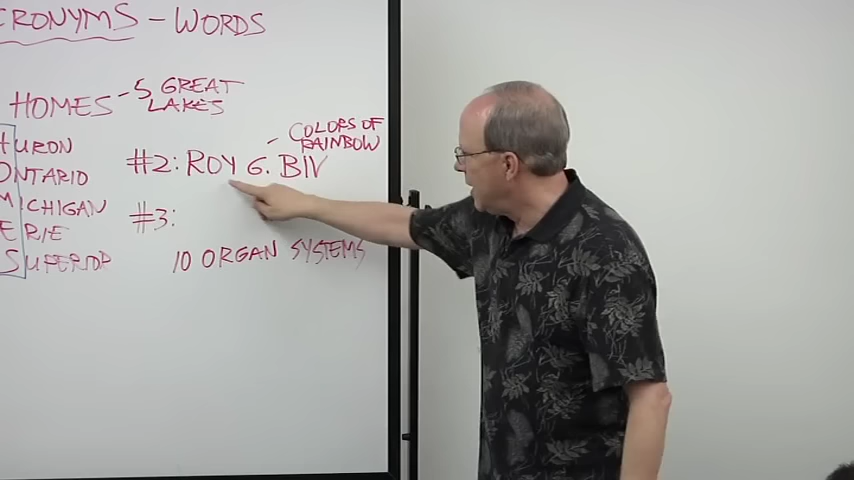 CRONYMS - WORDS
HOMES - 5 GREAT
LAKES
HURON
ONTARIO
MICHIGAN
ERIE
SUPERIOR
- COLORS OF
RAINBOW
#2: ROY G. BIV
#3:
10 ORGAN SYSTEMS